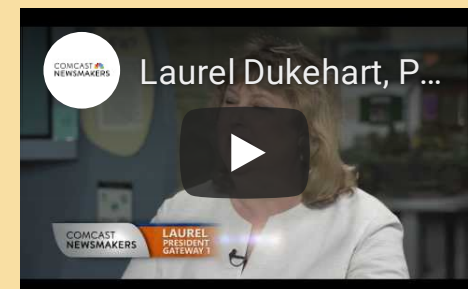 COMCAST
NEWSMAKERS
Laurel Dukehart, P...
COMCAST
NEWSMAKERS
LAUREL
PRESIDENT
GATEWAY 1